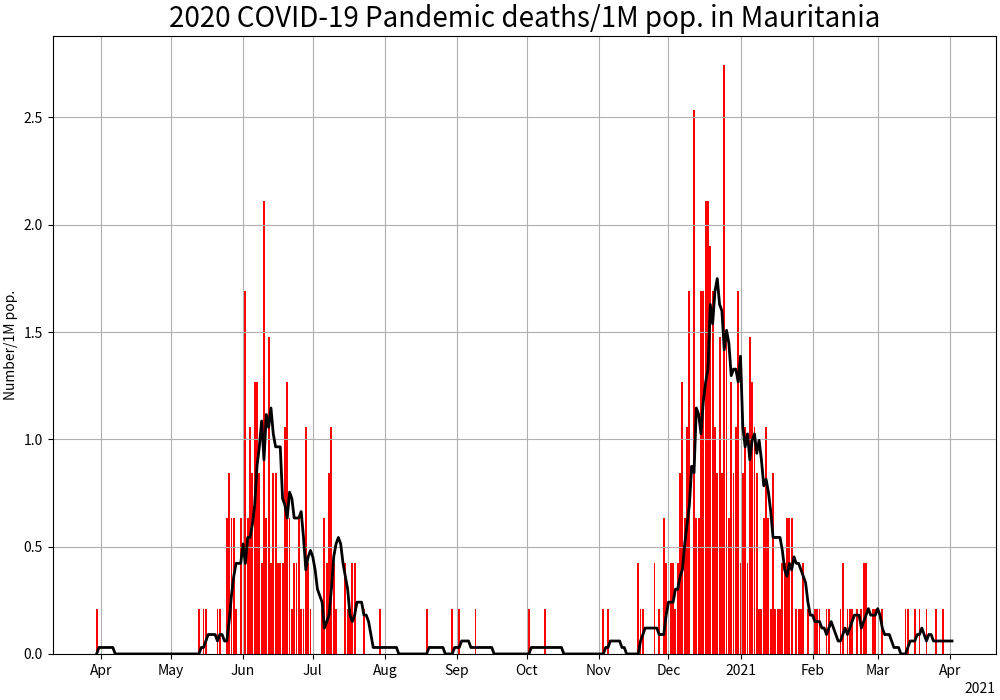 2020 COVID-19 Pandemic deaths/1M pop. in Mauritania
Number/1M pop.
2.5
2.0
1.5
1.0
0.5
0.0
Apr May Jun Jul Aug Sep Oct Nov Dec 2021 Feb Mar Apr
2021